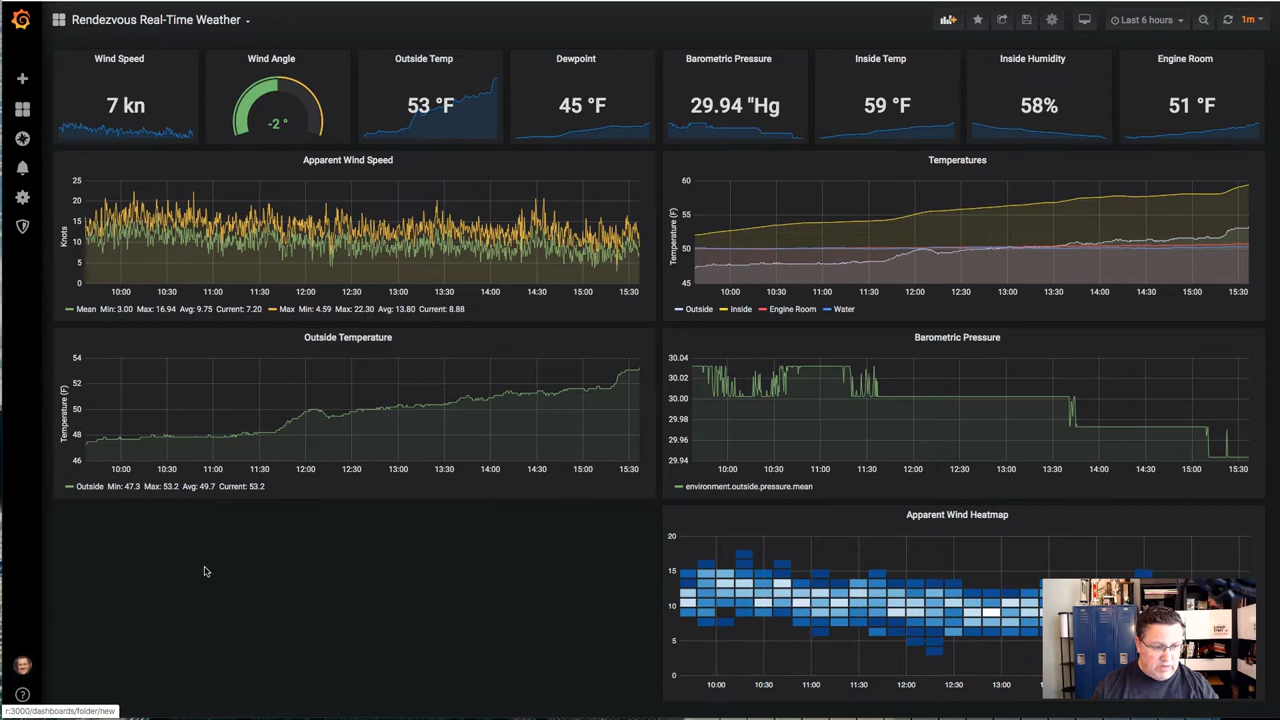 Rendezvous Real-Time Weather
Last 6 hours
1m
Wind Speed
7 kn
Wind Angle
-2 °
Outside Temp
53 °F
Dewpoint
45 °F
Barometric Pressure
29.94 "Hg
Inside Temp
59 °F
Inside Humidity
58%
Engine Room
51 °F
Apparent Wind Speed
25
20
15
10
5
0
Knots
10:00 10:30 11:00 11:30 12:00 12:30 13:00 13:30 14:00 14:30 15:00 15:30
Mean Min: 3.00 Max: 16.94 Avg: 9.75 Current: 7.20 Max Min: 4.59 Max: 22.30 Avg: 13.80 Current: 8.88
Temperatures
60
55
50
45
Temperature (F)
10:00 10:30 11:00 11:30 12:00 12:30 13:00 13:30 14:00 14:30 15:00 15:30
Outside Inside Engine Room Water
Outside Temperature
54
52
50
48
46
Temperature (F)
10:00 10:30 11:00 11:30 12:00 12:30 13:00 13:30 14:00 14:30 15:00 15:30
Outside Min: 47.3 Max: 53.2 Avg: 49.7 Current: 53.2
Barometric Pressure
30.04
30.02
30.00
29.98
29.96
29.94
10:00 10:30 11:00 11:30 12:00 12:30 13:00 13:30 14:00 14:30 15:00 15:30
environment.outside.pressure.mean
Apparent Wind Heatmap
20
15
10
5
0
10:00 10:30 11:00 11:30 12:00 12:30 13:00
r:3000/dashboards/folder/new